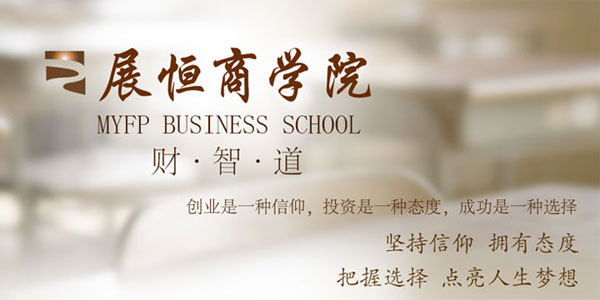 展恒商学院
MYFP BUSINESS SCHOOL
财·智·道
创业是一种信仰，投资是一种态度，成功是一种选择
坚持信仰 拥有态度
把握选择 点亮人生梦想